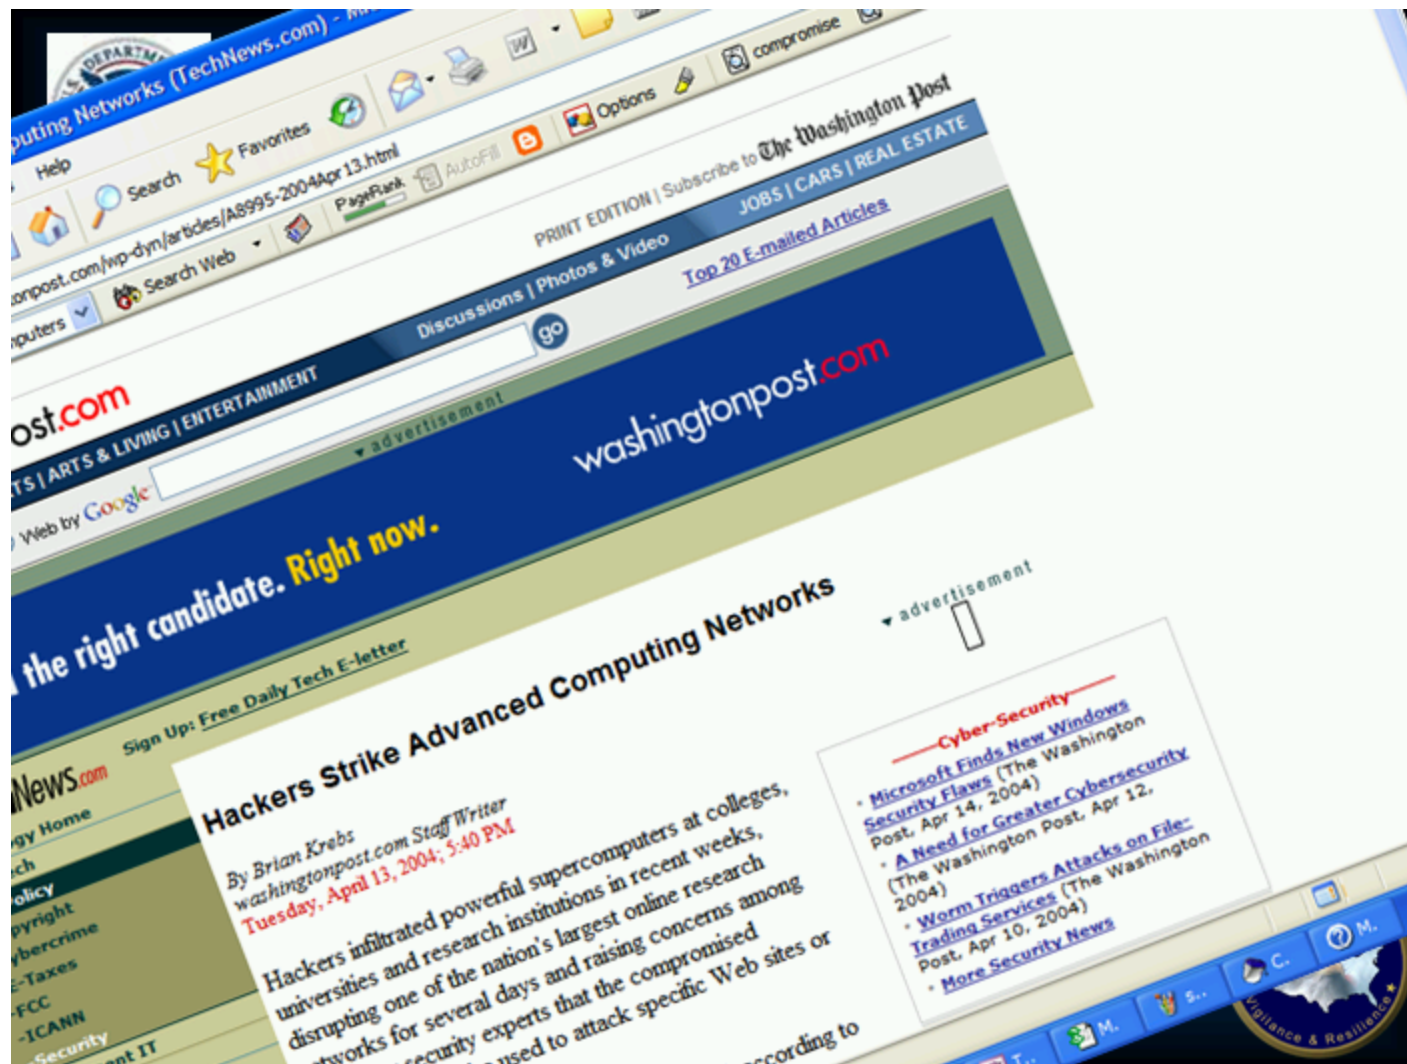 U.S. DEPARTM
puting Networks (TechNews.com) -
Help
Search
Favorites
compromise
onpost.com/wp-dyn/articles/A8995-2004Apr13.html
PageRank
AutoFill
Options
puters
Search Web
PRINT EDITION | Subscribe to The Washington Post
JOBS | CARS | REAL ESTATE
Discussions | Photos & Video
Top 20 E-mailed Articles
ost.com
TS | ARTS & LIVING | ENTERTAINMENT
Web by Google
go
advertisement
the right candidate. Right now.
washingtonpost.com
Sign Up: Free Daily Tech E-letter
News.com
gy Home
ch
olicy
pyright
ybercrime
E-Taxes
-FCC
-ICANN
-Security
ent IT
Hackers Strike Advanced Computing Networks
By Brian Krebs
washingtonpost.com Staff Writer
Tuesday, April 13, 2004; 5:40 PM
Hackers infiltrated powerful supercomputers at colleges,
universities and research institutions in recent weeks,
disrupting one of the nation's largest online research
etworks for several days and raising concerns among
security experts that the compromised
used to attack specific Web sites or
ccording to
advertisement
Cyber-Security
• Microsoft Finds New Windows
Security Flaws (The Washington
Post, Apr 14, 2004)
• A Need for Greater Cybersecurity
(The Washington Post, Apr 12,
2004)
• Worm Triggers Attacks on File-
Trading Services (The Washington
Post, Apr 10, 2004)
• More Security News
T..
M.
s..
C.
M.
Vigilance & Resilience